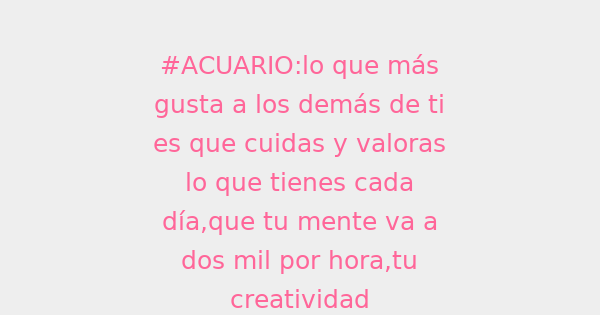 #ACUARIO:lo que más
gusta a los demás de ti
es que cuidas y valoras
lo que tienes cada
día,que tu mente va a
dos mil por hora,tu
creatividad